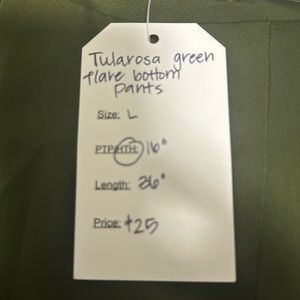 Tularosa green
flare bottom
pants
Size: L
PTP/HTH: 16"
Length: 36"
Price: $25